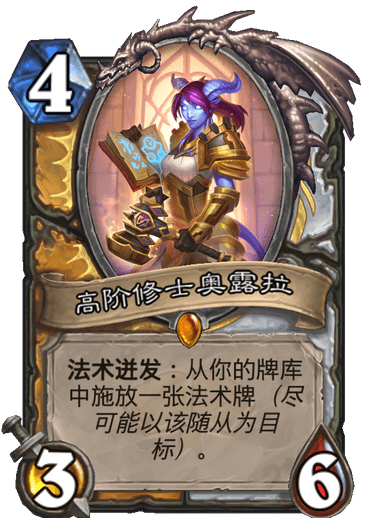 4
高阶修士奥露拉
法术迸发：从你的牌库
中施放一张法术牌（尽
可能以该随从为目
标）。
3
6